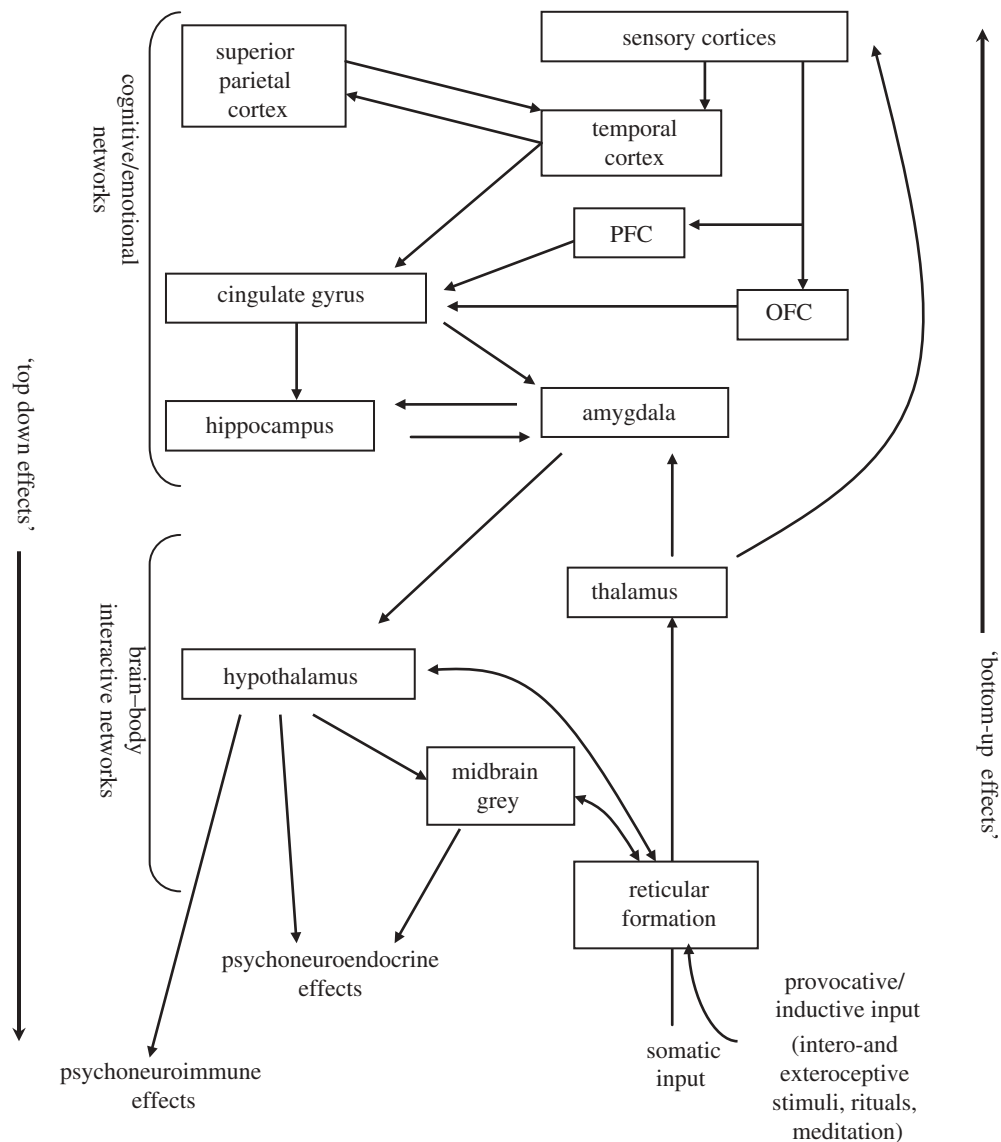 sensory cortices
superior
parietal
cortex
temporal
cortex
cognitive/emotional
networks
PFC
cingulate gyrus
OFC
'top down effects'
hippocampus
amygdala
thalamus
brain–body
interactive networks
hypothalamus
'bottom-up effects'
midbrain
grey
reticular
formation
psychoneuroendocrine
effects
provocative/
inductive input
(intero-and
exteroceptive
stimuli, rituals,
meditation)
somatic
input
psychoneuroimmune
effects